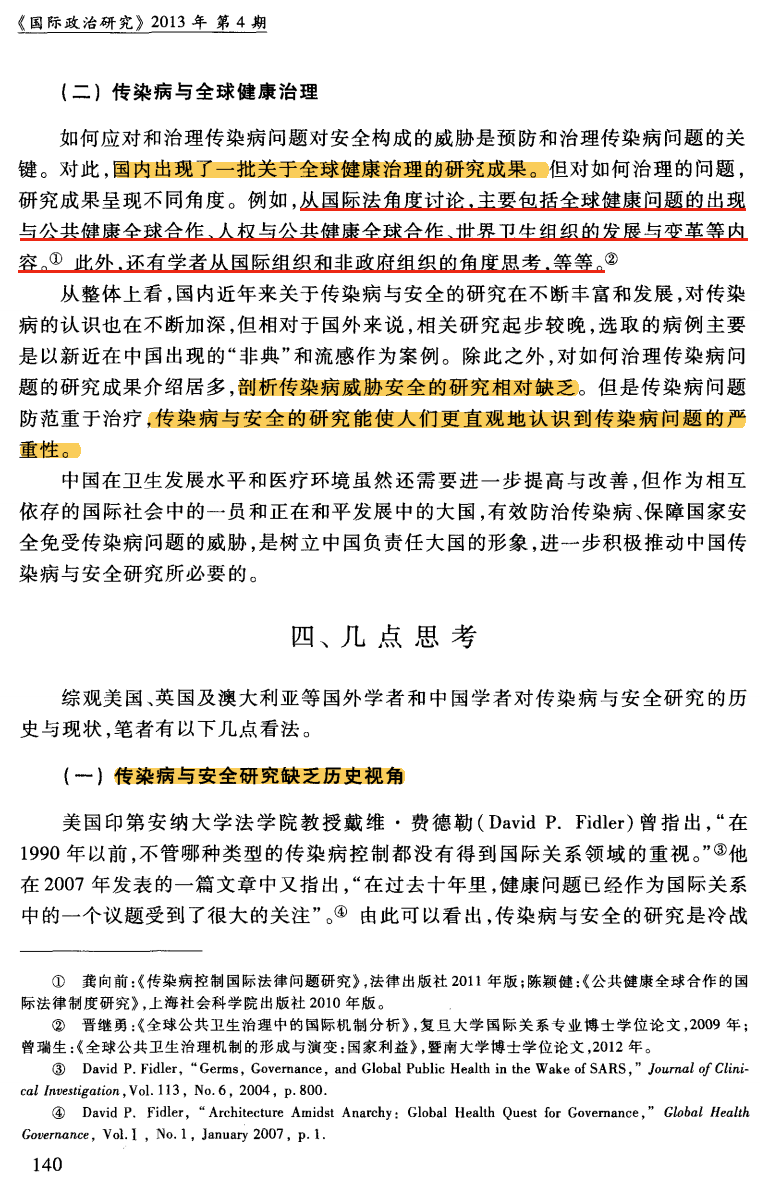 《国际政治研究》2013 年 第 4 期
(二) 传染病与全球健康治理
如何应对和治理传染病问题对安全构成的威胁是预防和治理传染病问题的关
键。对此,国内出现了一批关于全球健康治理的研究成果。但对如何治理的问题,
研究成果呈现不同角度。例如,从国际法角度讨论,主要包括全球健康问题的出现
与公共健康全球合作、人权与公共健康全球合作、世界卫生组织的发展与变革等内
容。① 此外,还有学者从国际组织和非政府组织的角度思考,等等。②
从整体上看,国内近年来关于传染病与安全的研究在不断丰富和发展,对传染
病的认识也在不断加深,但相对于国外来说,相关研究起步较晚,选取的病例主要
是以新近在中国出现的“非典”和流感作为案例。除此之外,对如何治理传染病问
题的研究成果介绍居多,剖析传染病威胁安全的研究相对缺乏。但是传染病问题
防范重于治疗,传染病与安全的研究能使人们更直观地认识到传染病问题的严
重性。
中国在卫生发展水平和医疗环境虽然还需要进一步提高与改善,但作为相互
依存的国际社会中的一员和正在和平发展中的大国,有效防治传染病、保障国家安
全免受传染病问题的威胁,是树立中国负责任大国的形象,进一步积极推动中国传
染病与安全研究所必要的。
四、几点思考
综观美国、英国及澳大利亚等国外学者和中国学者对传染病与安全研究的历
史与现状,笔者有以下几点看法。
(一) 传染病与安全研究缺乏历史视角
美国印第安纳大学法学院教授戴维·费德勒(David P. Fidler)曾指出,“在
1990 年以前,不管哪种类型的传染病控制都没有得到国际关系领域的重视。”③他
在 2007 年发表的一篇文章中又指出,“在过去十年里,健康问题已经作为国际关系
中的一个议题受到了很大的关注”。④ 由此可以看出,传染病与安全的研究是冷战
① 龚向前:《传染病控制国际法律问题研究》,法律出版社 2011 年版;陈颖健:《公共健康全球合作的国
际法律制度研究》,上海社会科学院出版社 2010 年版。
② 晋继勇:《全球公共卫生治理中的国际机制分析》,复旦大学国际关系专业博士学位论文,2009 年;
曾瑞生:《全球公共卫生治理机制的形成与演变:国家利益》,暨南大学博士学位论文,2012 年。
③ David P. Fidler, “Germs, Governance, and Global Public Health in the Wake of SARS,” Journal of Clini-
cal Investigation, Vol. 113, No. 6, 2004, p. 800.
④ David P. Fidler, “Architecture Amidst Anarchy: Global Health Quest for Governance,” Global Health
Governance, Vol. I , No. 1, January 2007, p. 1.
140